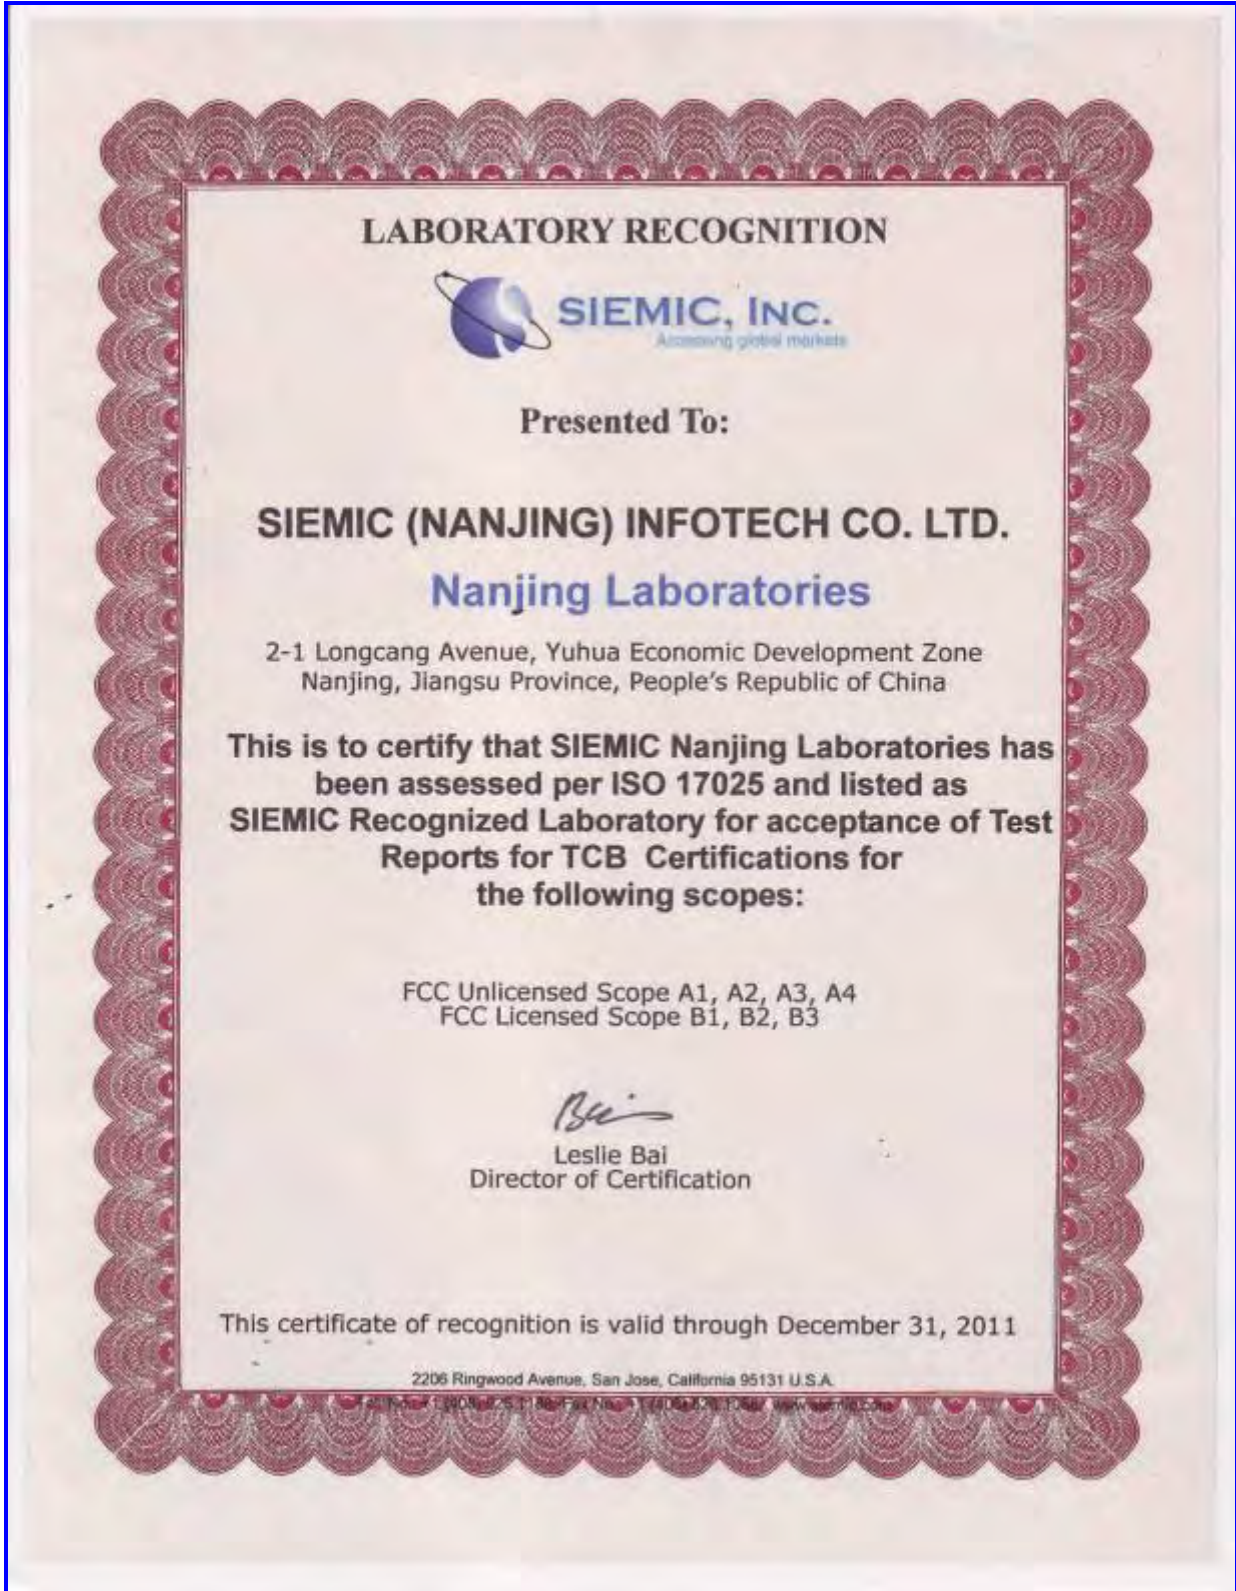 LABORATORY RECOGNITION
SIEMIC, INC.
Accessing global markets
Presented To:
SIEMIC (NANJING) INFOTECH CO. LTD.
Nanjing Laboratories
2-1 Longcang Avenue, Yuhua Economic Development Zone
Nanjing, Jiangsu Province, People's Republic of China
This is to certify that SIEMIC Nanjing Laboratories has
been assessed per ISO 17025 and listed as
SIEMIC Recognized Laboratory for acceptance of Test
Reports for TCB Certifications for
the following scopes:
FCC Unlicensed Scope A1, A2, A3, A4
FCC Licensed Scope B1, B2, B3
Leslie Bai
Director of Certification
This certificate of recognition is valid through December 31, 2011
2206 Ringwood Avenue, San Jose, California 95131 U.S.A.